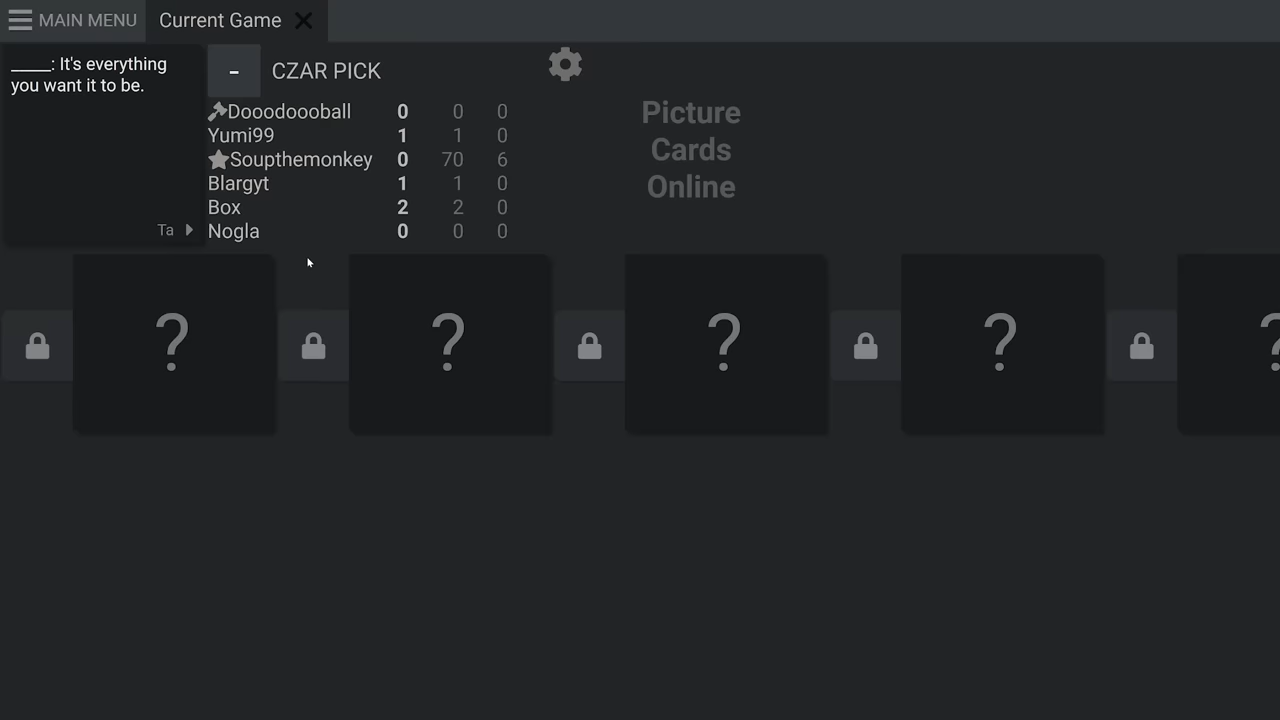 MAIN MENU
Current Game
_____: It's everything
you want it to be.
Ta
-
CZAR PICK
Dooodoooball 0 0 0
Yumi99 1 1 0
Soupthemonkey 0 70 6
Blargyt 1 1 0
Box 2 2 0
Nogla 0 0 0
Picture
Cards
Online
? ? ? ? ?